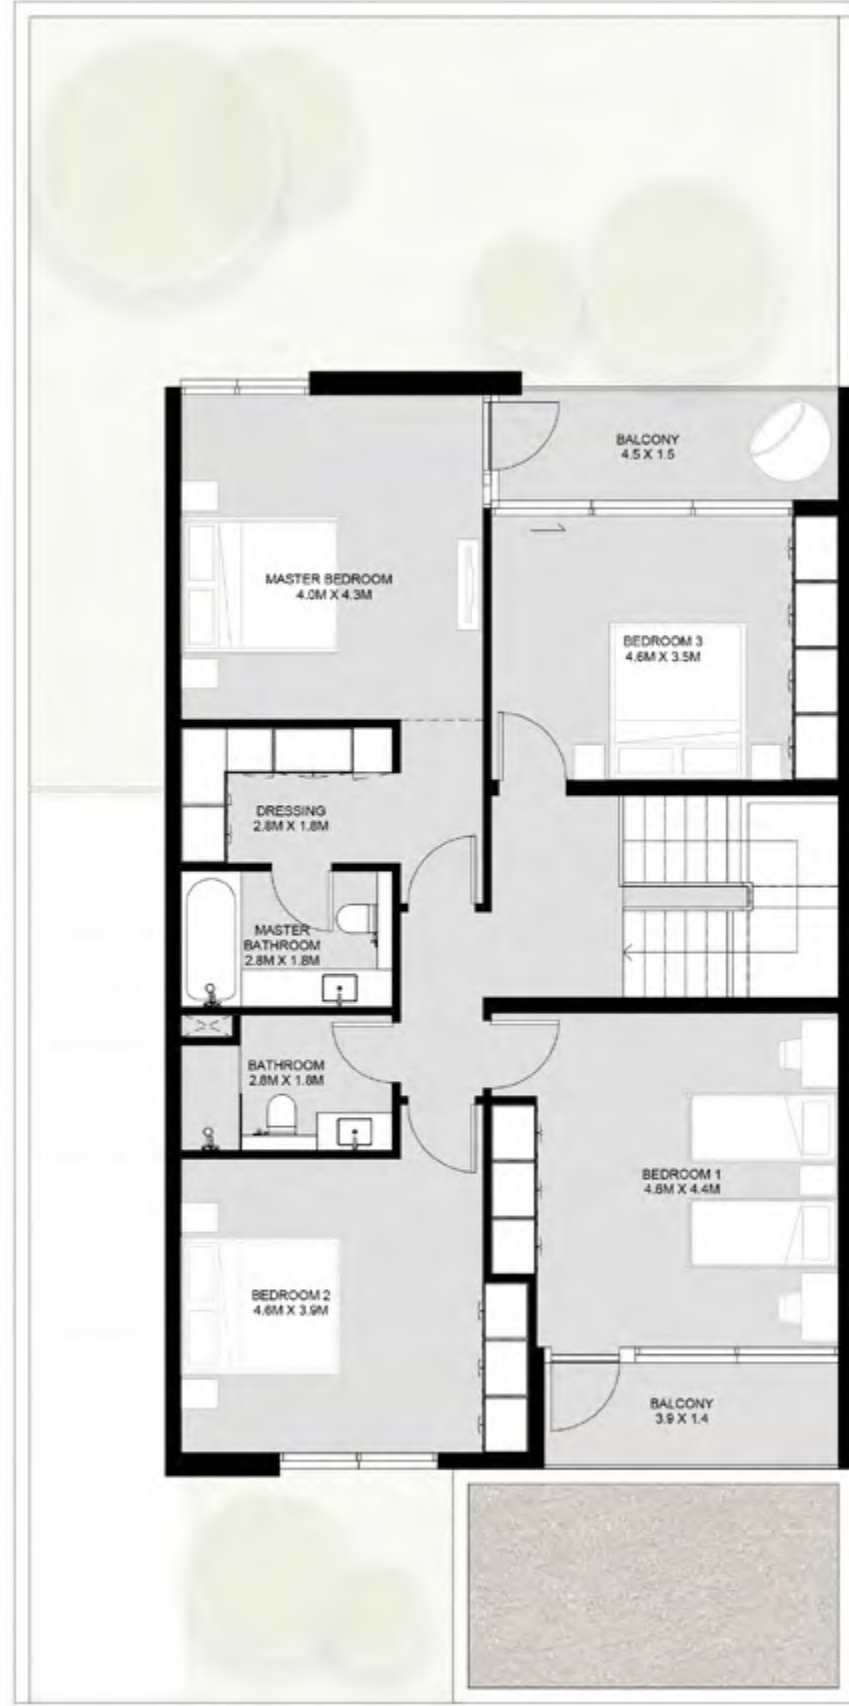 BALCONY
4.5 X 1.5
MASTER BEDROOM
4.0M X 4.3M
BEDROOM 3
4.6M X 3.5M
DRESSING
2.8M X 1.8M
MASTER
BATHROOM
2.8M X 1.8M
BATHROOM
2.8M X 1.8M
BEDROOM 1
4.6M X 4.4M
BEDROOM 2
4.6M X 3.9M
BALCONY
3.9 X 1.4